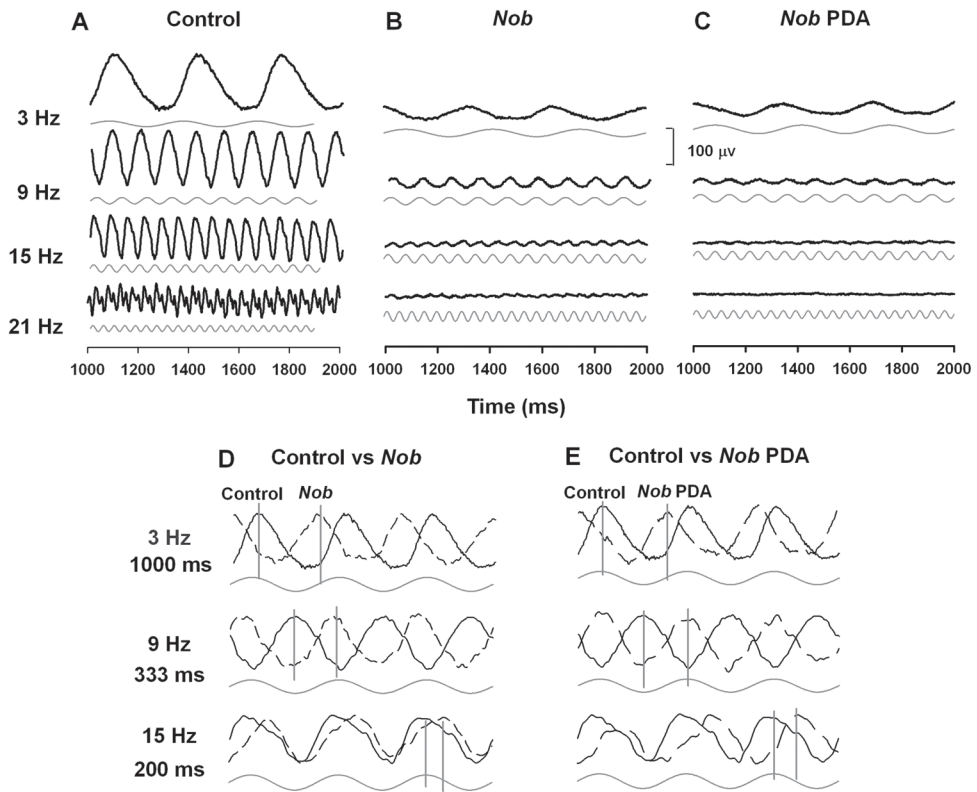 A Control
B Nob
C Nob PDA
3 Hz
100 μv
9 Hz
15 Hz
21 Hz
1000 1200 1400 1600 1800 2000
1000 1200 1400 1600 1800 2000
1000 1200 1400 1600 1800 2000
Time (ms)
D Control vs Nob
E Control vs Nob PDA
Control Nob
Control Nob PDA
3 Hz
1000 ms
9 Hz
333 ms
15 Hz
200 ms